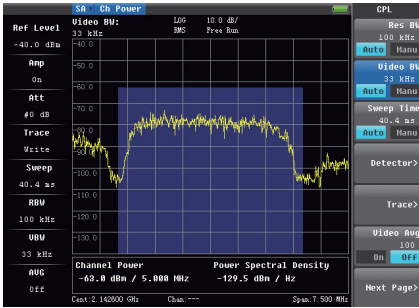 SA Ch Power
CPL
Ref Level
-40.0 dBm
Amp
On
Att
#0 dB
Trace
Write
Sweep
40.4 ms
RBW
100 kHz
VBW
33 kHz
AVG
Off
Video BW:
33 kHz
LOG
RMS
10.0 dB/
Free Run
-40.0
-50.0
-60.0
-70.0
-80.0
-90.0
-100.0
-110.0
-130.0
Channel Power
-63.0 dBm / 5.000 MHz
Power Spectral Density
-129.5 dBm / Hz
Cent:2.142600 GHz
Chan:---
Span:7.500 MHz
Res BW
100 kHz
Auto Manu
Video BW
33 kHz
Auto Manu
Sweep Time
40.4 ms
Auto Manu
Detector>
Trace>
Video Avg
100
On Off
Next Page>